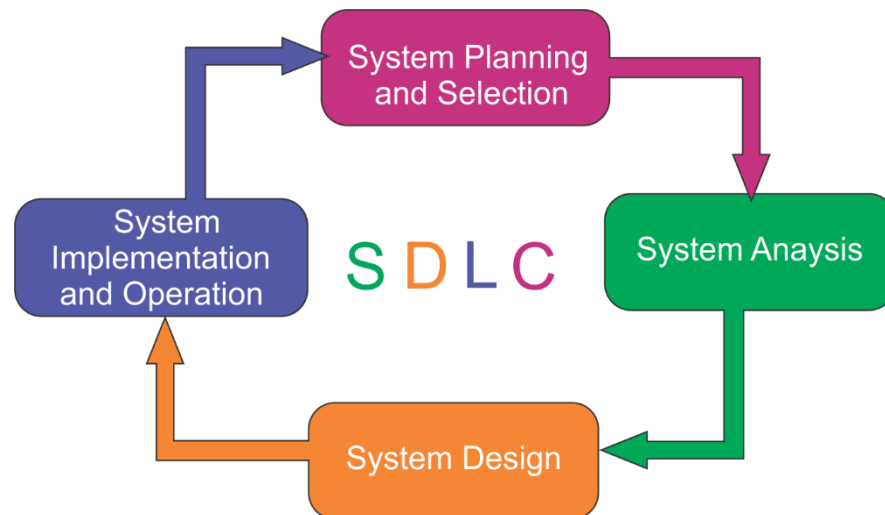 System Planning
and Selection
System
Implementation
and Operation
S D L C
System Anaysis
System Design